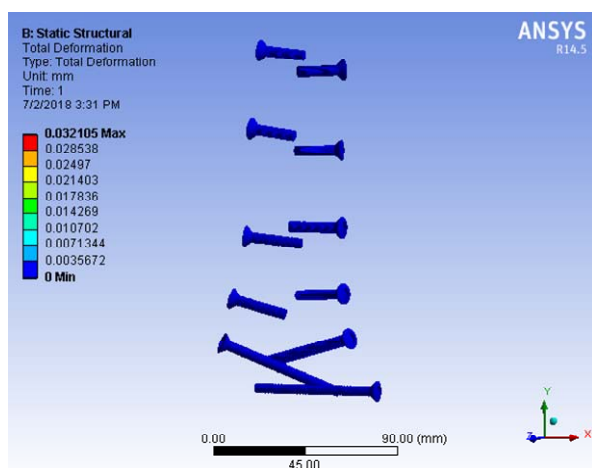 B: Static Structural
Total Deformation
Type: Total Deformation
Unit: mm
Time: 1
7/2/2018 3:31 PM
0.032105 Max
0.028538
0.02497
0.021403
0.017836
0.014269
0.010702
0.0071344
0.0035672
0 Min
ANSYS
R14.5
0.00
90.00 (mm)
45.00
Y
Z
X